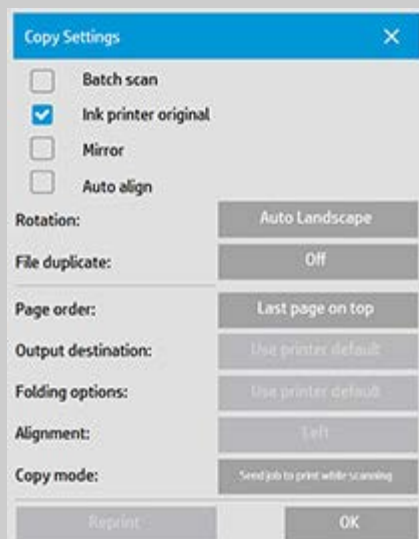 Copy Settings
Batch scan
Ink printer original
Mirror
Auto align
Rotation: Auto Landscape
File duplicate: Off
Page order: Last page on top
Output destination: Use printer default
Folding options: Use printer default
Alignment: Left
Copy mode: Send job to print while scanning
Reprint OK